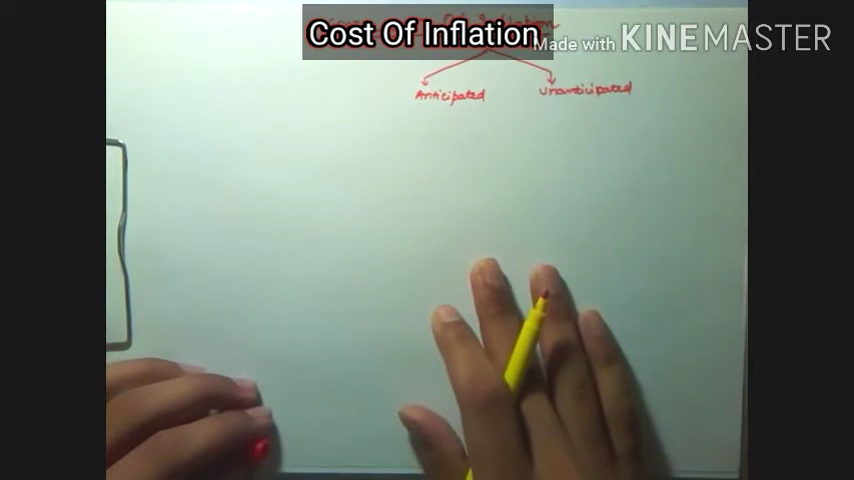 Cost Of Inflation
Made with KINEMASTER
Anticipated
Unanticipated